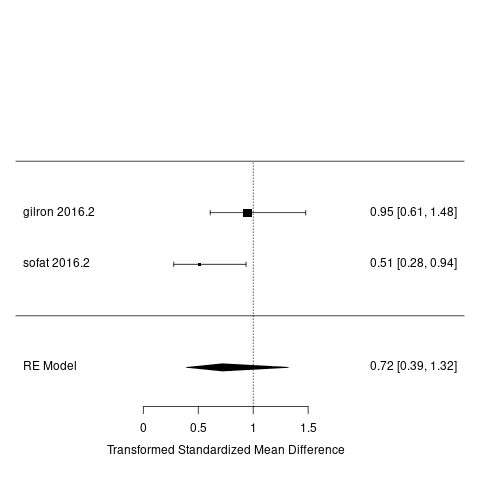 gilron 2016.2 0.95 [0.61, 1.48]
sofat 2016.2 0.51 [0.28, 0.94]
RE Model 0.72 [0.39, 1.32]
0 0.5 1 1.5
Transformed Standardized Mean Difference